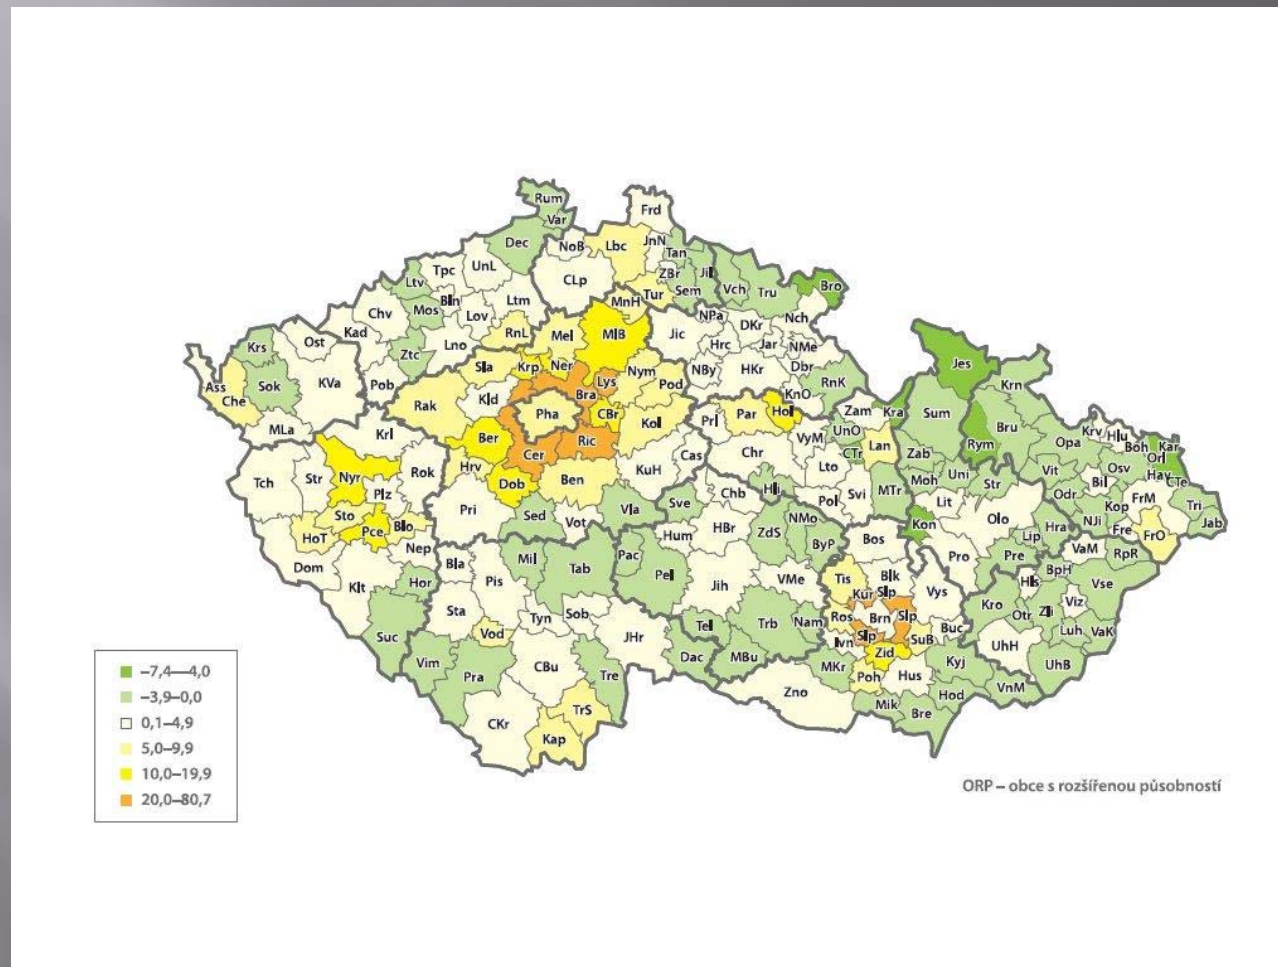 Rum
Var
Frd
Dec
NoB
Lbc
JnN
Tan
Ltv
Tpc
UnL
CLp
ZBr
Jil
Sem
Vch
Tru
Bro
Chv
Mos
Bln
Lov
Ltm
MnH
Tur
Kad
Lno
RnL
Mel
MlB
Jic
NPa
DKr
Nch
Krs
Ost
Ztc
Hrc
Jar
NMe
Ass
Che
Sok
KVa
Pob
Sla
Krp
Ner
Nym
NBy
HKr
Dbr
RnK
Jes
Krn
MLa
Rak
Kld
Pha
Bra
Lys
CBr
Pod
Kol
KnO
Prl
Par
Hol
Zam
Kra
Sum
Bru
Krl
Ber
Cer
Ric
Cas
Chr
VyM
UnO
Lan
Rym
Opa
Krv
Hlu
Boh
Kar
Orl
Tch
Str
Nyr
Rok
Hrv
Dob
Ben
KuH
Lto
CTr
Zab
Moh
Uni
Str
Vit
Osv
Hav
CTe
Plz
Pri
Hli
Pol
Svi
MTr
Lit
Odr
Bil
FrM
Tri
Sto
Pce
Blo
Sed
Vot
Vla
Sve
Chb
Kon
Olo
Hra
NJi
Kop
Fre
FrO
Jab
HoT
Nep
HBr
ZdS
NMo
Bos
Lip
Dom
Klt
Hor
Bla
Pis
Mil
Tab
Pac
Hum
Pel
ByP
Pro
Pre
VaM
RpR
Jih
VMe
Tis
Blk
Kur
Slp
Vys
BpH
Hls
Vse
Suc
Sta
Tyn
Sob
Vod
JHr
Tel
Trb
Nam
Ros
Brn
Slp
Ivn
Slp
Buc
SuB
Kro
Otr
Zli
Viz
Luh
VaK
Vim
Pra
CBu
Tre
Dac
MBu
MKr
Zid
Poh
Hus
Kyj
UhH
UhB
CKr
TrS
Kap
Zno
Mik
Bre
Hod
VnM
–7,4—4,0
–3,9–0,0
0,1–4,9
5,0–9,9
10,0–19,9
20,0–80,7
ORP – obce s rozšířenou působností